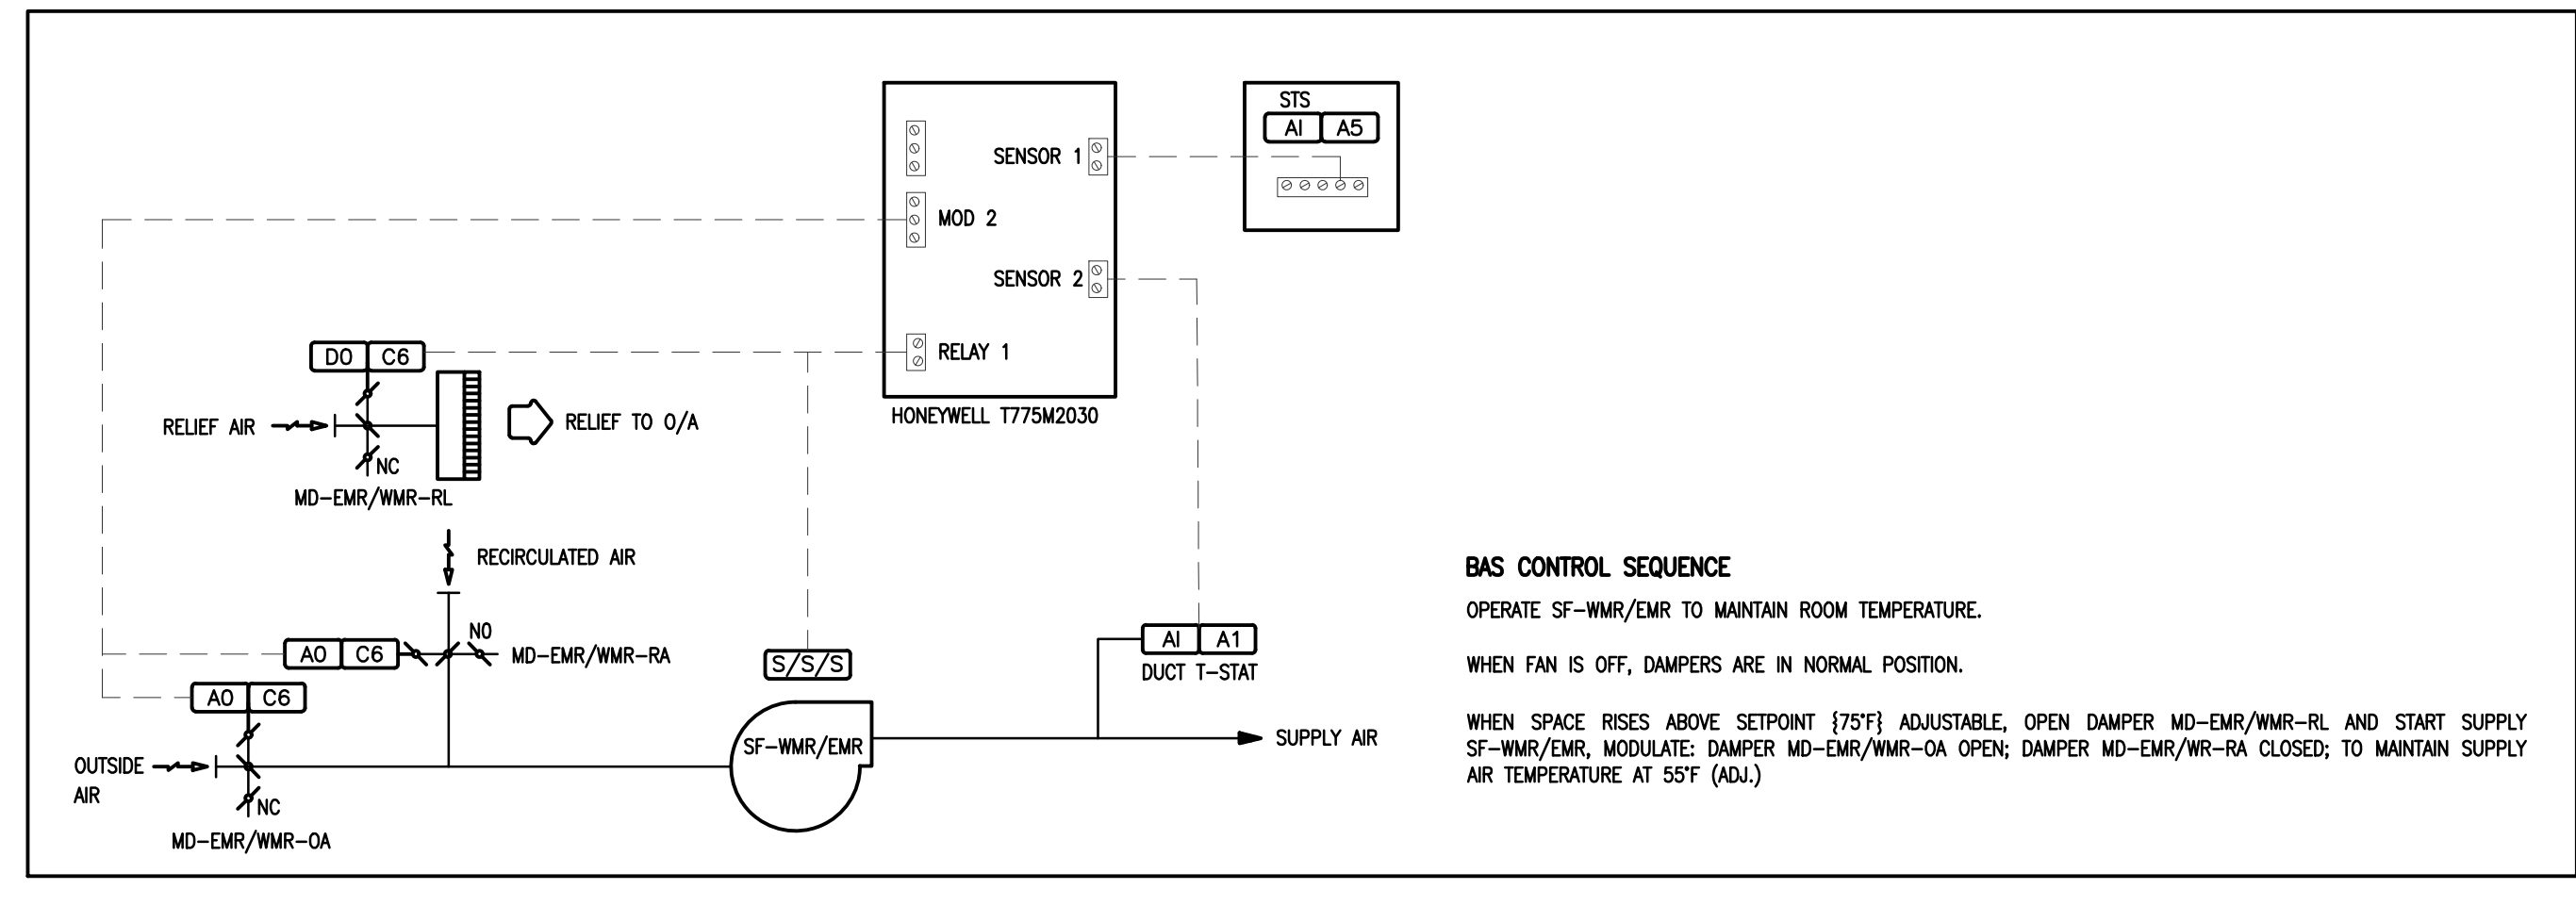 STS
AI A5
SENSOR 1
MOD 2
SENSOR 2
DO C6
RELAY 1
HONEYWELL T775M2030
RELIEF AIR
RELIEF TO O/A
NC
MD-EMR/WMR-RL
RECIRCULATED AIR
NO
AO C6
MD-EMR/WMR-RA
S/S/S
AI A1
DUCT T-STAT
AO C6
SF-WMR/EMR
SUPPLY AIR
OUTSIDE
AIR
NC
MD-EMR/WMR-OA
BAS CONTROL SEQUENCE
OPERATE SF-WMR/EMR TO MAINTAIN ROOM TEMPERATURE.
WHEN FAN IS OFF, DAMPERS ARE IN NORMAL POSITION.
WHEN SPACE RISES ABOVE SETPOINT {75°F} ADJUSTABLE, OPEN DAMPER MD-EMR/WMR-RL AND START SUPPLY
SF-WMR/EMR, MODULATE: DAMPER MD-EMR/WMR-OA OPEN; DAMPER MD-EMR/WR-RA CLOSED; TO MAINTAIN SUPPLY
AIR TEMPERATURE AT 55°F (ADJ.)